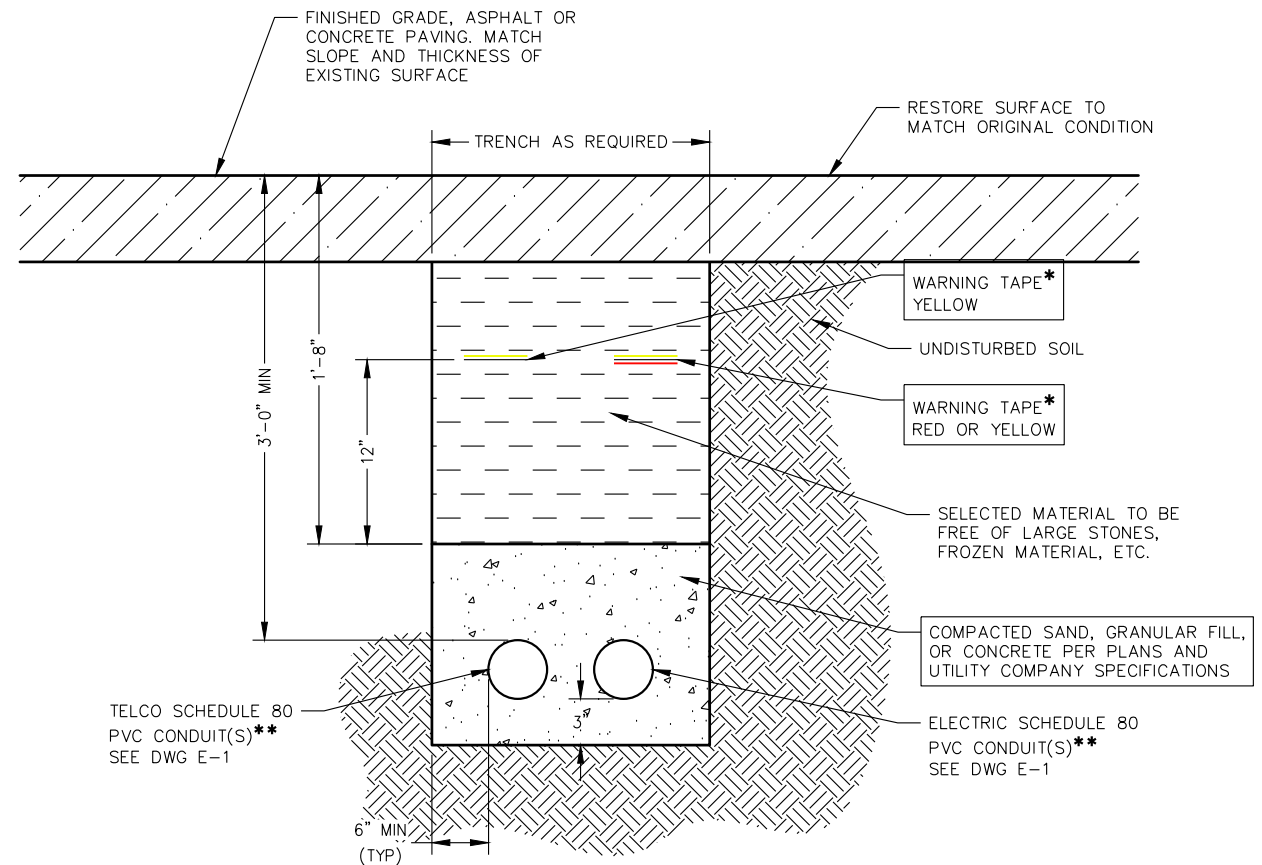 FINISHED GRADE, ASPHALT OR
CONCRETE PAVING. MATCH
SLOPE AND THICKNESS OF
EXISTING SURFACE
RESTORE SURFACE TO
MATCH ORIGINAL CONDITION
TRENCH AS REQUIRED
WARNING TAPE*
YELLOW
UNDISTURBED SOIL
WARNING TAPE*
RED OR YELLOW
3'-0" MIN
1'-8"
12"
SELECTED MATERIAL TO BE
FREE OF LARGE STONES,
FROZEN MATERIAL, ETC.
COMPACTED SAND, GRANULAR FILL,
OR CONCRETE PER PLANS AND
UTILITY COMPANY SPECIFICATIONS
TELCO SCHEDULE 80
PVC CONDUIT(S)**
SEE DWG E-1
3"
ELECTRIC SCHEDULE 80
PVC CONDUIT(S)**
SEE DWG E-1
6" MIN
(TYP)